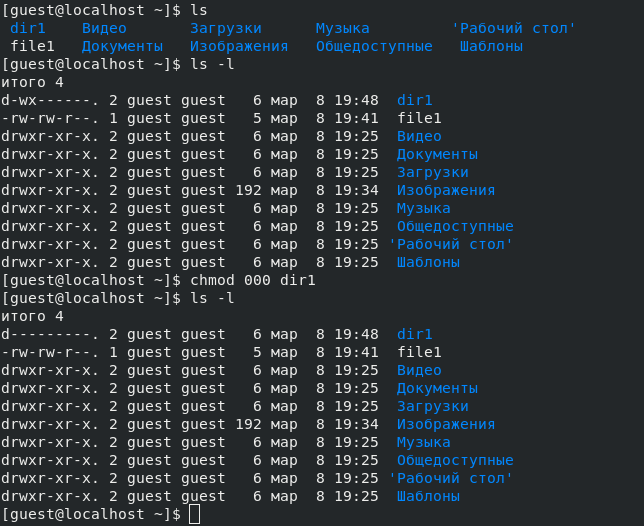 [guest@localhost ~]$ ls
dir1    Видео      Загрузки      Музыка         'Рабочий стол'
file1   Документы   Изображения   Общедоступные   Шаблоны
[guest@localhost ~]$ ls -l
итого 4
d-wx------. 2 guest guest   6 мар  8 19:48  dir1
-rw-rw-r--. 1 guest guest   5 мар  8 19:41  file1
drwxr-xr-x. 2 guest guest   6 мар  8 19:25  Видео
drwxr-xr-x. 2 guest guest   6 мар  8 19:25  Документы
drwxr-xr-x. 2 guest guest   6 мар  8 19:25  Загрузки
drwxr-xr-x. 2 guest guest 192 мар  8 19:34  Изображения
drwxr-xr-x. 2 guest guest   6 мар  8 19:25  Музыка
drwxr-xr-x. 2 guest guest   6 мар  8 19:25  Общедоступные
drwxr-xr-x. 2 guest guest   6 мар  8 19:25 'Рабочий стол'
drwxr-xr-x. 2 guest guest   6 мар  8 19:25  Шаблоны
[guest@localhost ~]$ chmod 000 dir1
[guest@localhost ~]$ ls -l
итого 4
d---------. 2 guest guest   6 мар  8 19:48  dir1
-rw-rw-r--. 1 guest guest   5 мар  8 19:41  file1
drwxr-xr-x. 2 guest guest   6 мар  8 19:25  Видео
drwxr-xr-x. 2 guest guest   6 мар  8 19:25  Документы
drwxr-xr-x. 2 guest guest   6 мар  8 19:25  Загрузки
drwxr-xr-x. 2 guest guest 192 мар  8 19:34  Изображения
drwxr-xr-x. 2 guest guest   6 мар  8 19:25  Музыка
drwxr-xr-x. 2 guest guest   6 мар  8 19:25  Общедоступные
drwxr-xr-x. 2 guest guest   6 мар  8 19:25 'Рабочий стол'
drwxr-xr-x. 2 guest guest   6 мар  8 19:25  Шаблоны
[guest@localhost ~]$